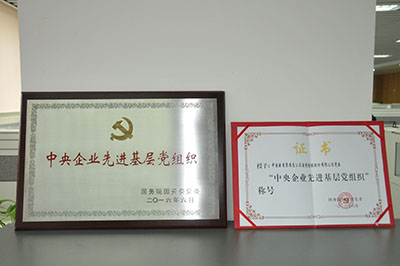 中央企业先进基层党组织
国务院国资委党委
二〇一六年六月
证书
授予：
“中央企业先进基层党组织”
称号